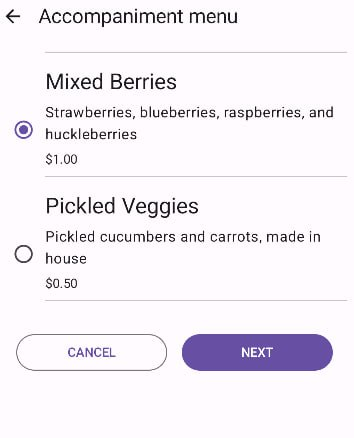 Accompaniment menu
Mixed Berries
Strawberries, blueberries, raspberries, and
huckleberries
$1.00
Pickled Veggies
Pickled cucumbers and carrots, made in
house
$0.50
CANCEL
NEXT